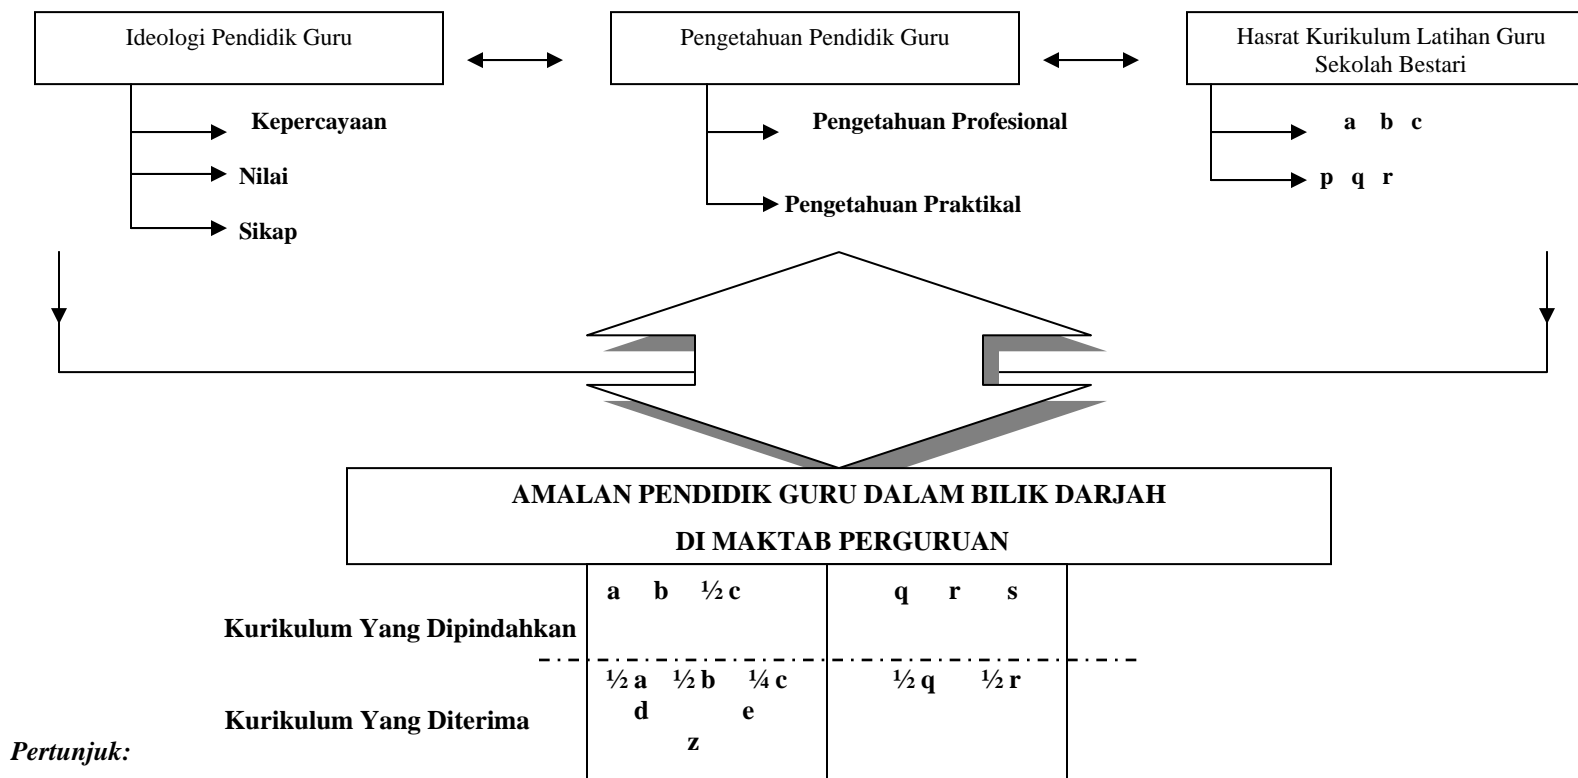 Ideologi Pendidik Guru
Pengetahuan Pendidik Guru
Hasrat Kurikulum Latihan Guru
Sekolah Bestari
Kepercayaan
Nilai
Sikap
Pengetahuan Profesional
Pengetahuan Praktikal
a b c
p q r
AMALAN PENDIDIK GURU DALAM BILIK DARJAH
DI MAKTAB PERGURUAN
Kurikulum Yang Dipindahkan
a b ½ c
q r s
Kurikulum Yang Diterima
½ a ½ b ¼ c
d e
z
½ q ½ r
Pertunjuk: